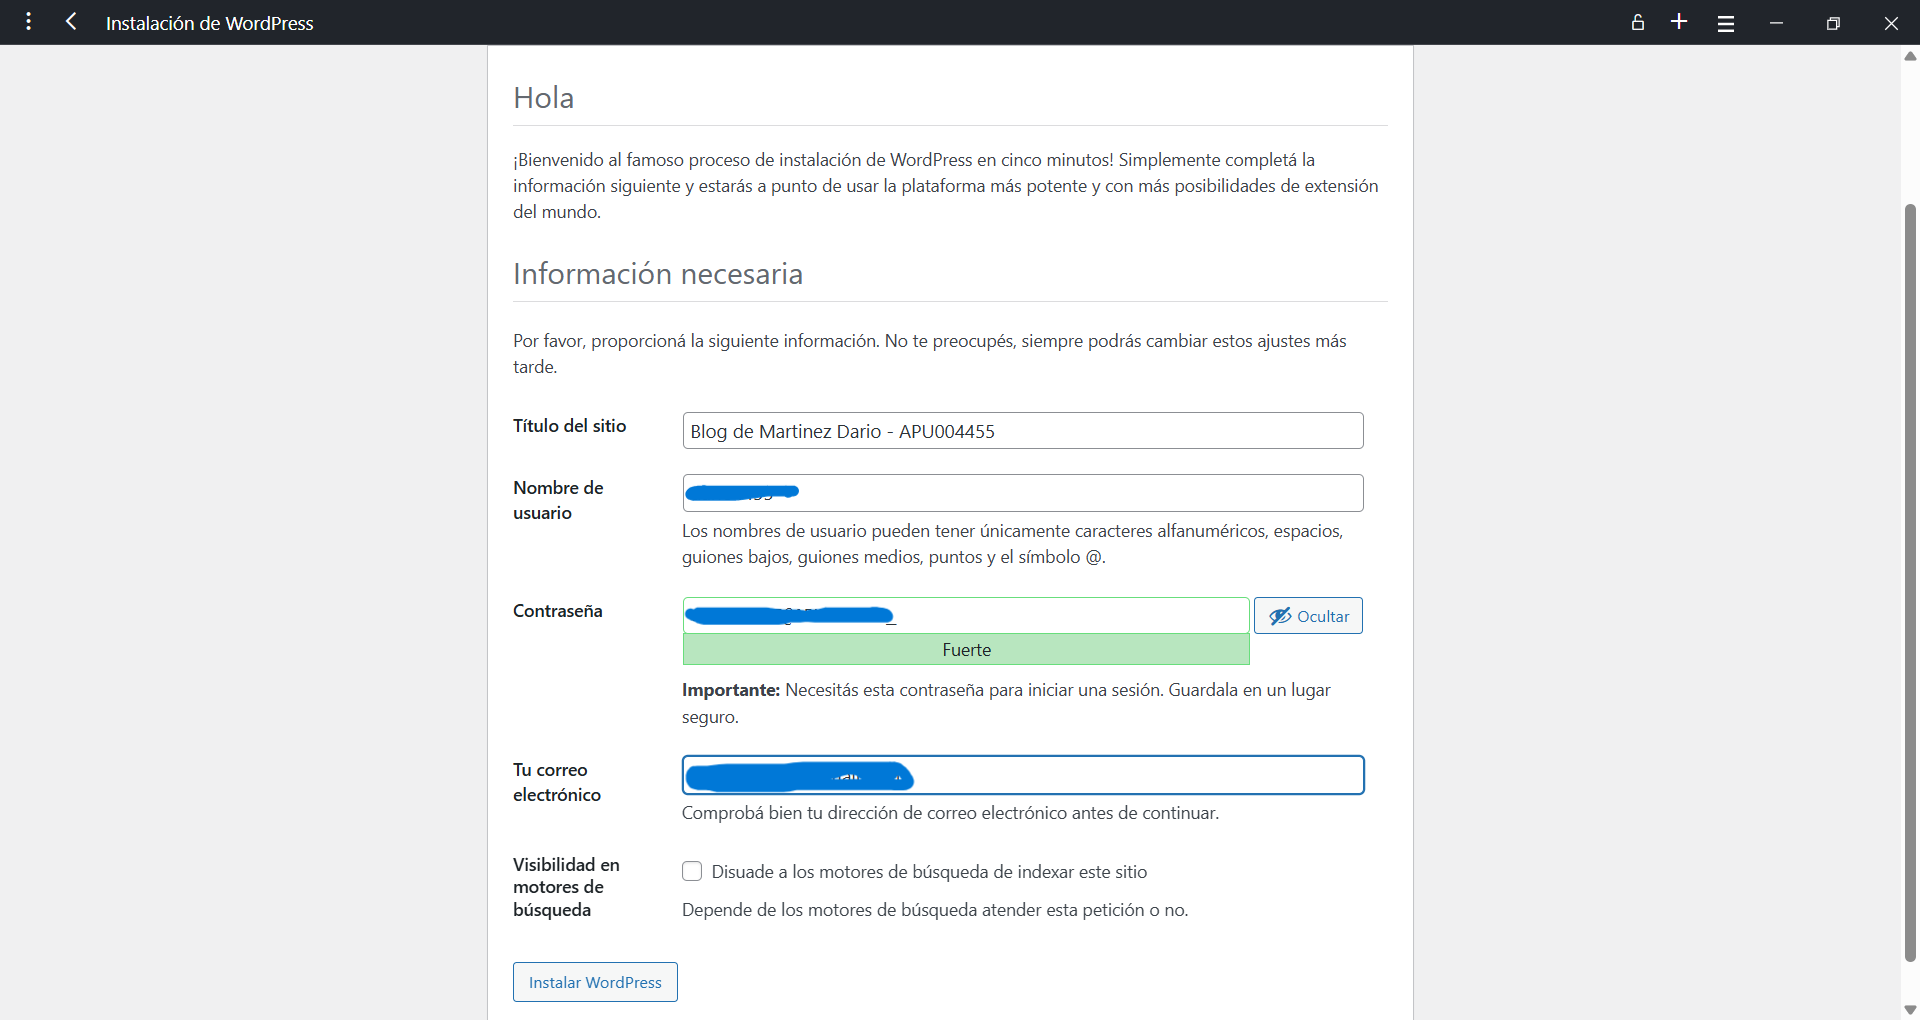 Instalación de WordPress
Hola
¡Bienvenido al famoso proceso de instalación de WordPress en cinco minutos! Simplemente completá la
información siguiente y estarás a punto de usar la plataforma más potente y con más posibilidades de extensión
del mundo.
Información necesaria
Por favor, proporcioná la siguiente información. No te preocupés, siempre podrás cambiar estos ajustes más
tarde.
Título del sitio
Blog de Martinez Dario - APU004455
Nombre de
usuario
Los nombres de usuario pueden tener únicamente caracteres alfanuméricos, espacios,
guiones bajos, guiones medios, puntos y el símbolo @.
Contraseña
Ocultar
Fuerte
Importante: Necesitás esta contraseña para iniciar una sesión. Guardala en un lugar
seguro.
Tu correo
electrónico
Comprobá bien tu dirección de correo electrónico antes de continuar.
Visibilidad en
motores de
búsqueda
Disuade a los motores de búsqueda de indexar este sitio
Depende de los motores de búsqueda atender esta petición o no.
Instalar WordPress